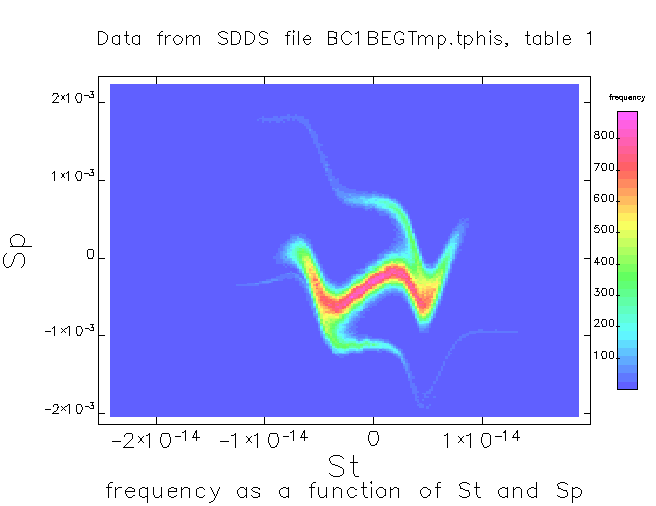 Data from SDDS file BC1BEGTmp.tphis, table 1
frequency
800
700
600
500
400
300
200
100
2×10⁻³
1×10⁻³
0
−1×10⁻³
−2×10⁻³
Sp
−2×10⁻¹⁴ −1×10⁻¹⁴ 0 1×10⁻¹⁴
St
frequency as a function of St and Sp